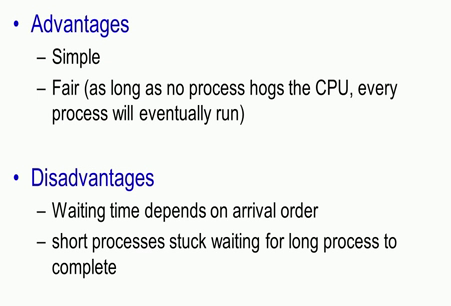 • Advantages
– Simple
– Fair (as long as no process hogs the CPU, every
process will eventually run)
• Disadvantages
– Waiting time depends on arrival order
– short processes stuck waiting for long process to
complete